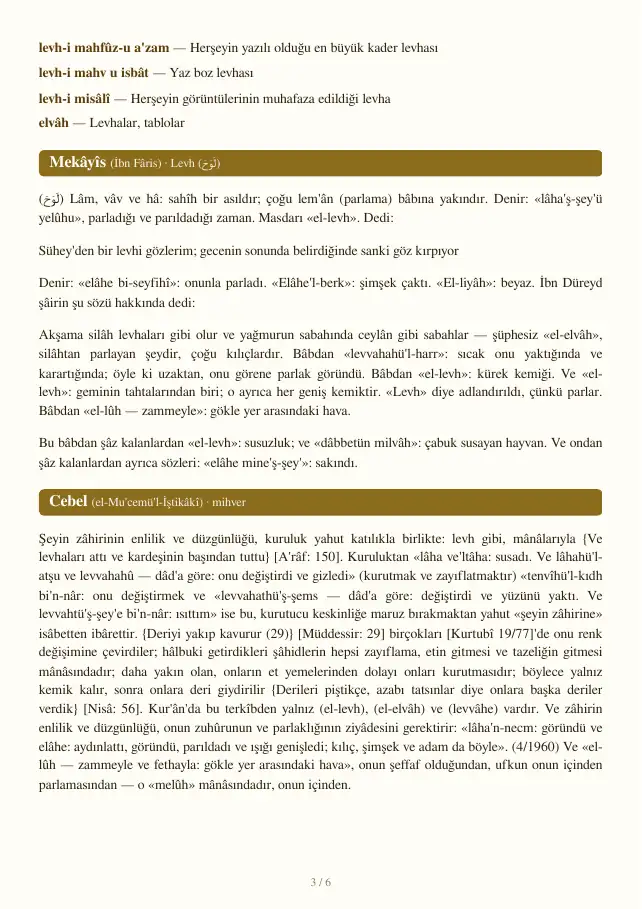 levh-i mahfûz-u a'zam — Herşeyin yazılı olduğu en büyük kader levhası
levh-i mahv u isbât — Yaz boz levhası
levh-i misâlî — Herşeyin görüntülerinin muhafaza edildiği levha
elvâh — Levhalar, tablolar
Mekâyîs (İbn Fâris) · Levh (لَوَحَ)
(لَوَحَ) Lâm, vâv ve hâ: sahîh bir asıldır; çoğu lem'ân (parlama) bâbına yakındır. Denir: «lâha'ş-şey'ü
yelûhu», parladığı ve parıldadığı zaman. Masdarı «el-levh». Dedi:
Sühey'den bir levhi gözlerim; gecenin sonunda belirdiğinde sanki göz kırpıyor
Denir: «elâhe bi-seyfihî»: onunla parladı. «Elâhe'l-berk»: şimşek çaktı. «El-liyâh»: beyaz. İbn Düreyd
şâirin şu sözü hakkında dedi:
Akşama silâh levhaları gibi olur ve yağmurun sabahında ceylân gibi sabahlar — şüphesiz «el-elvâh»,
silâhtan parlayan şeydir, çoğu kılıçlardır. Bâbdan «levvahahü'l-harr»: sıcak onu yaktığında ve
karartığında; öyle ki uzaktan, onu görene parlak göründü. Bâbdan «el-levh»: kürek kemiği. Ve «el-
levh»: geminin tahtalarından biri; o ayrıca her geniş kemiktir. «Levh» diye adlandırıldı, çünkü parlar.
Bâbdan «el-lûh — zammeyle»: gökle yer arasındaki hava.
Bu bâbdan şâz kalanlardan «el-levh»: susuzluk; ve «dâbbetün milvâh»: çabuk susayan hayvan. Ve ondan
şâz kalanlardan ayrıca sözleri: «elâhe mine'ş-şey'»: sakındı.
Cebel (el-Mu'cemü'l-İştikâkî) · mihver
Şeyin zâhirinin enlilik ve düzgünlüğü, kuruluk yahut katılıkla birlikte: levh gibi, mânâlarıyla {Ve
levhaları attı ve kardeşinin başından tuttu} [A'râf: 150]. Kuruluktan «lâha ve'ltâha: susadı. Ve lâhahü'l-
atşu ve levvahahû — dâd'a göre: onu değiştirdi ve gizledi» (kurutmak ve zayıflatmaktır) «tenvîhü'l-kıdh
bi'n-nâr: onu değiştirmek ve «levvahathü'ş-şems — dâd'a göre: değiştirdi ve yüzünü yaktı. Ve
levvahtü'ş-şey'e bi'n-nâr: ısıttım» ise bu, kurutucu keskinliğe maruz bırakmaktan yahut «şeyin zâhirine»
isâbetten ibârettir. {Deriyi yakıp kavurur (29)} [Müddessir: 29] birçokları [Kurtubî 19/77]'de onu renk
değişimine çevirdiler; hâlbuki getirdikleri şâhidlerin hepsi zayıflama, etin gitmesi ve tazeliğin gitmesi
mânâsındadır; daha yakın olan, onların et yemelerinden dolayı onları kurutmasıdır; böylece yalnız
kemik kalır, sonra onlara deri giydirilir {Derileri piştikçe, azabı tatsınlar diye onlara başka deriler
verdik} [Nisâ: 56]. Kur'ân'da bu terkîbden yalnız (el-levh), (el-elvâh) ve (levvâhe) vardır. Ve zâhirin
enlilik ve düzgünlüğü, onun zuhûrunun ve parlaklığının ziyâdesini gerektirir: «lâha'n-necm: göründü ve
elâhe: aydınlattı, göründü, parıldadı ve ışığı genişledi; kılıç, şimşek ve adam da böyle». (4/1960) Ve «el-
lûh — zammeyle ve fethayla: gökle yer arasındaki hava», onun şeffaf olduğundan, ufkun onun içinden
parlamasından — o «melûh» mânâsındadır, onun içinden.
3 / 6